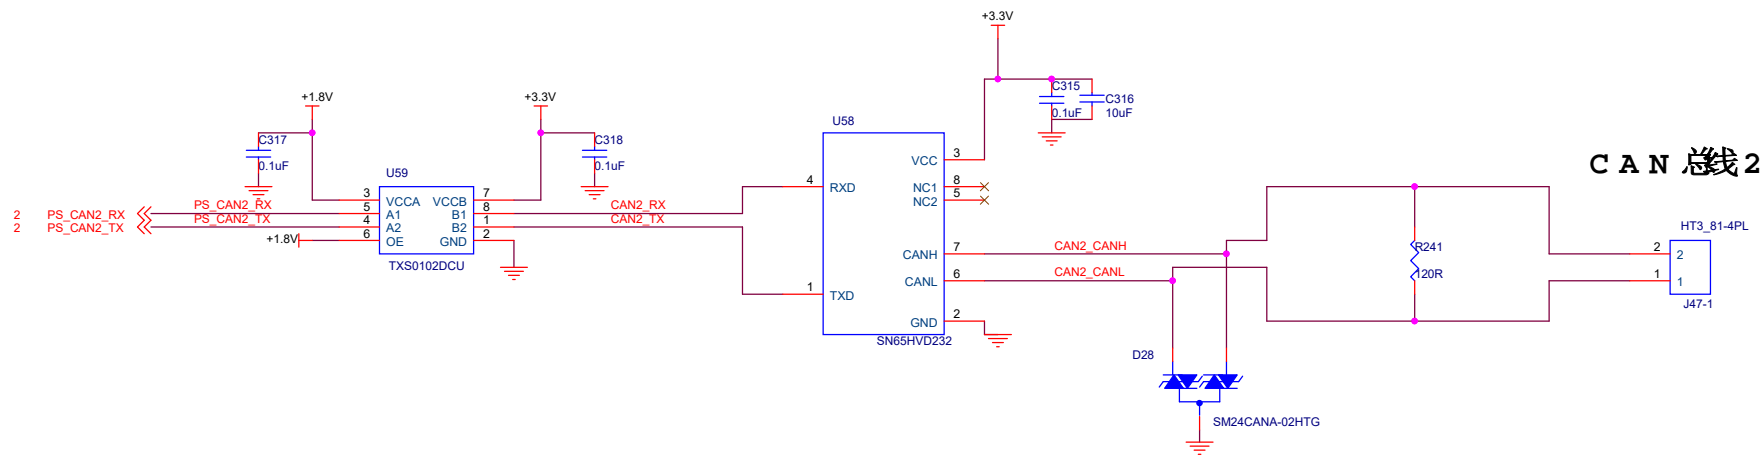 +3.3V
C315
0.1uF
C316
10uF
+1.8V
+3.3V
C317
0.1uF
C318
0.1uF
U59
3 VCCA VCCB 7
5 A1 B1 8
4 A2 B2 1
6 OE GND 2
TXS0102DCU
2 PS_CAN2_RX
2 PS_CAN2_TX
PS_CAN2_RX
PS_CAN2_TX
+1.8V
CAN2_RX
CAN2_TX
U58
4 RXD
1 TXD
VCC 3
NC1 8
NC2 5
CANH 7
CANL 6
GND 2
SN65HVD232
CAN2_CANH
CAN2_CANL
D28
SM24CANA-02HTG
R241
120R
CAN 总线2
HT3_81-4PL
2 2
1 1
J47-1